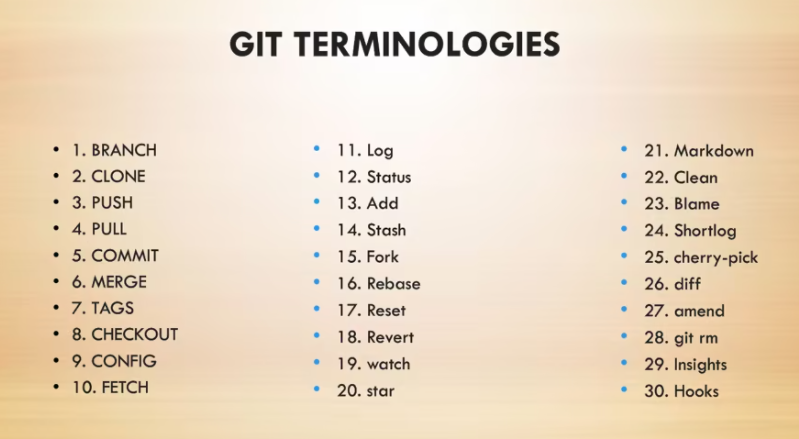 GIT TERMINOLOGIES
• 1. BRANCH
• 2. CLONE
• 3. PUSH
• 4. PULL
• 5. COMMIT
• 6. MERGE
• 7. TAGS
• 8. CHECKOUT
• 9. CONFIG
• 10. FETCH
• 11. Log
• 12. Status
• 13. Add
• 14. Stash
• 15. Fork
• 16. Rebase
• 17. Reset
• 18. Revert
• 19. watch
• 20. star
• 21. Markdown
• 22. Clean
• 23. Blame
• 24. Shortlog
• 25. cherry-pick
• 26. diff
• 27. amend
• 28. git rm
• 29. Insights
• 30. Hooks